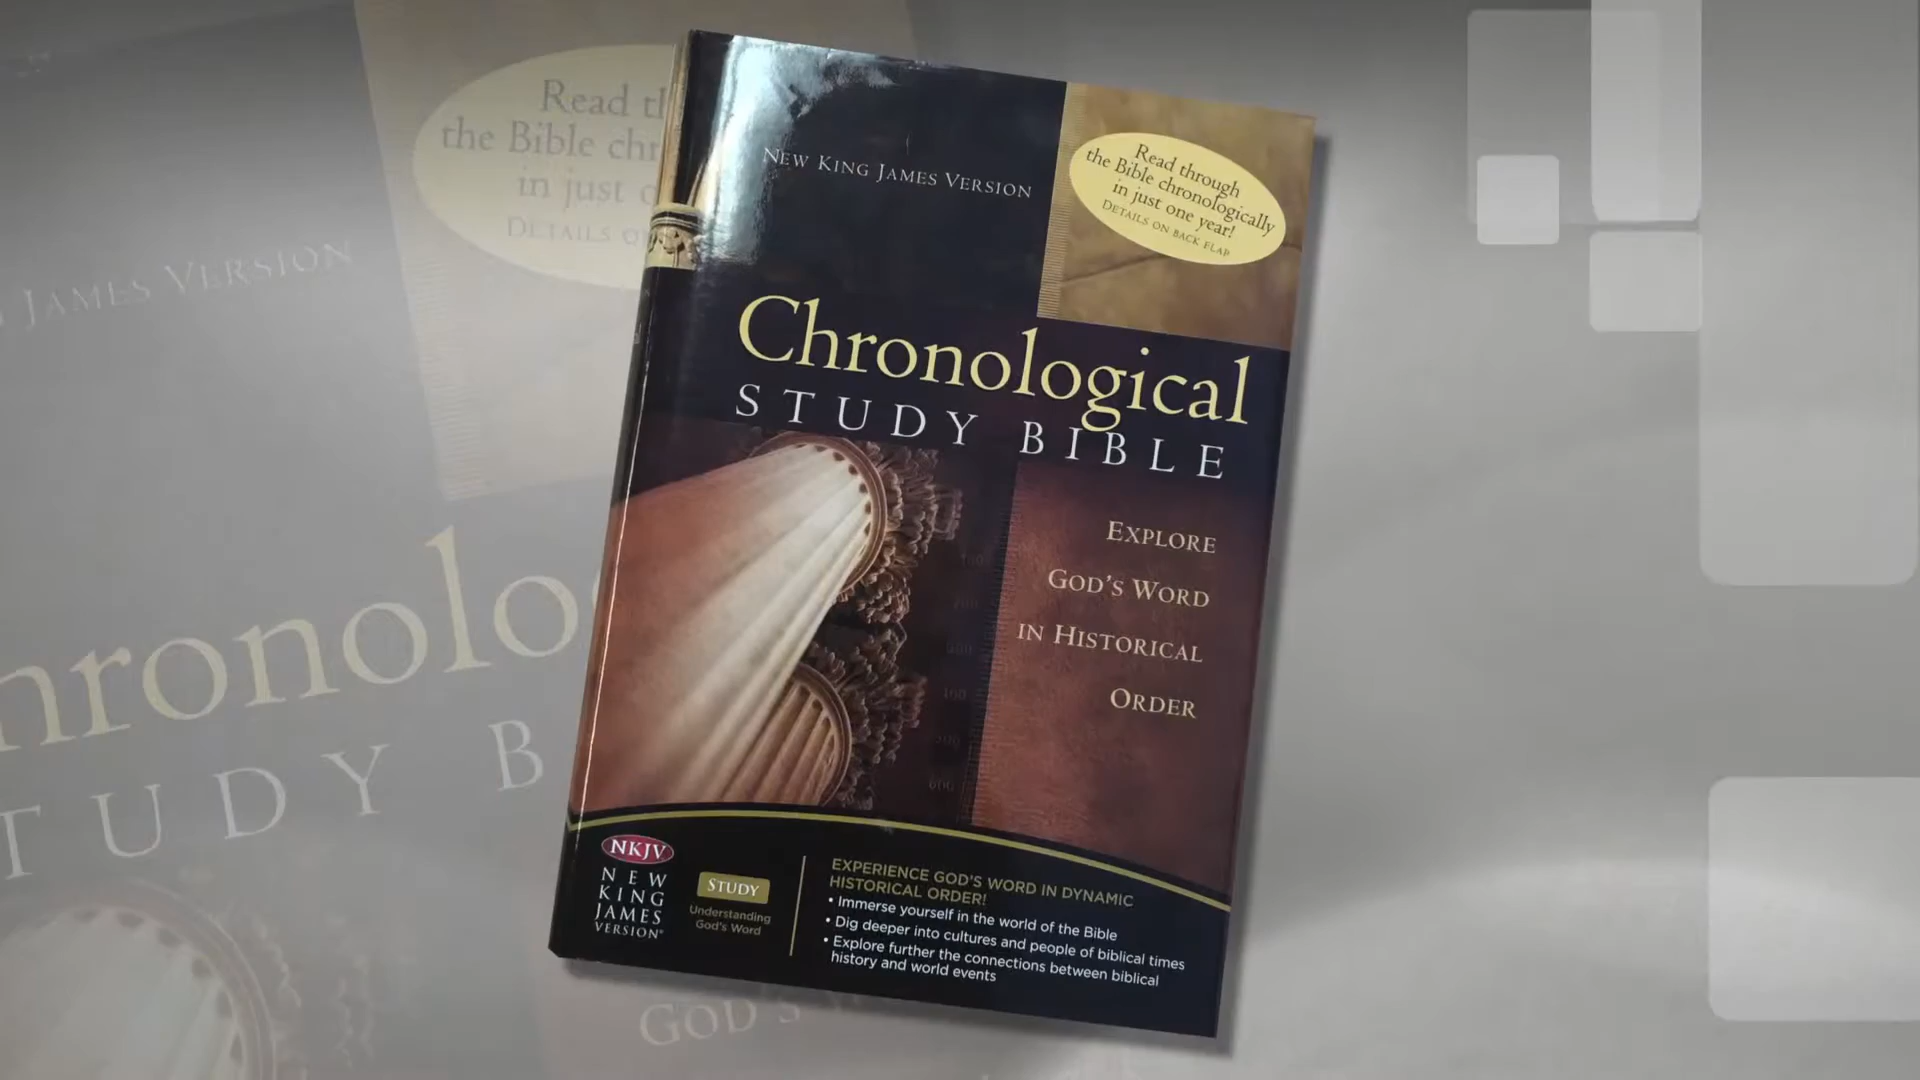 NEW KING JAMES VERSION
Read through
the Bible chronologically
in just one year!
DETAILS ON BACK FLAP
Chronological
STUDY BIBLE
EXPLORE
GOD'S WORD
IN HISTORICAL
ORDER
NKJV
NEW
KING
JAMES
VERSION®
STUDY
Understanding
God's Word
EXPERIENCE GOD'S WORD IN DYNAMIC
HISTORICAL ORDER!
• Immerse yourself in the world of the Bible
• Dig deeper into cultures and people of biblical times
• Explore further the connections between biblical
history and world events
Read th
the Bible chr
in just o
DETAILS O
JAMES VERSION
hronolo
TUDY B
GOD'S